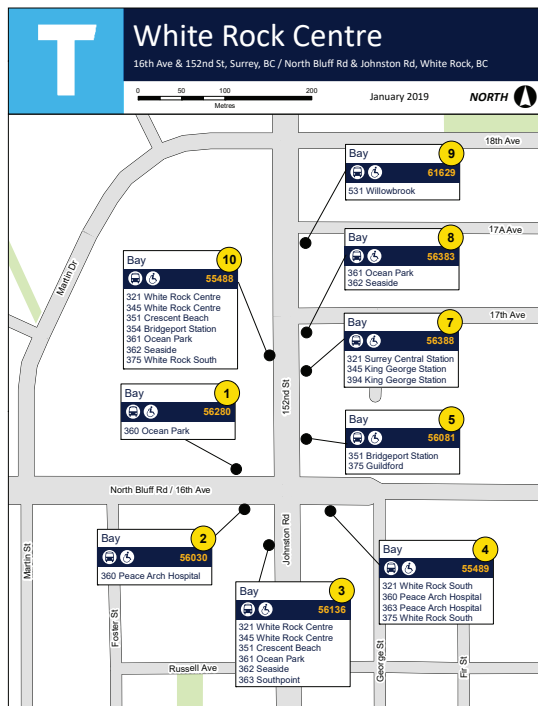 T
White Rock Centre
16th Ave & 152nd St, Surrey, BC / North Bluff Rd & Johnston Rd, White Rock, BC
0 50 100 200
Metres
January 2019
NORTH
18th Ave
Bay 9
61629
531 Willowbrook
17A Ave
Bay 8
56383
361 Ocean Park
362 Seaside
Martin Dr
Bay 10
55488
321 White Rock Centre
345 White Rock Centre
351 Crescent Beach
354 Bridgeport Station
361 Ocean Park
362 Seaside
375 White Rock South
17th Ave
Bay 7
56388
321 Surrey Central Station
345 King George Station
394 King George Station
152nd St
Bay 1
56280
360 Ocean Park
Bay 5
56081
351 Bridgeport Station
375 Guildford
North Bluff Rd / 16th Ave
Johnston Rd
Bay 2
56030
360 Peace Arch Hospital
Bay 4
55489
321 White Rock South
360 Peace Arch Hospital
363 Peace Arch Hospital
375 White Rock South
Martin St
Foster St
Bay 3
56136
321 White Rock Centre
345 White Rock Centre
351 Crescent Beach
361 Ocean Park
362 Seaside
363 Southpoint
George St
Fir St
Russell Ave